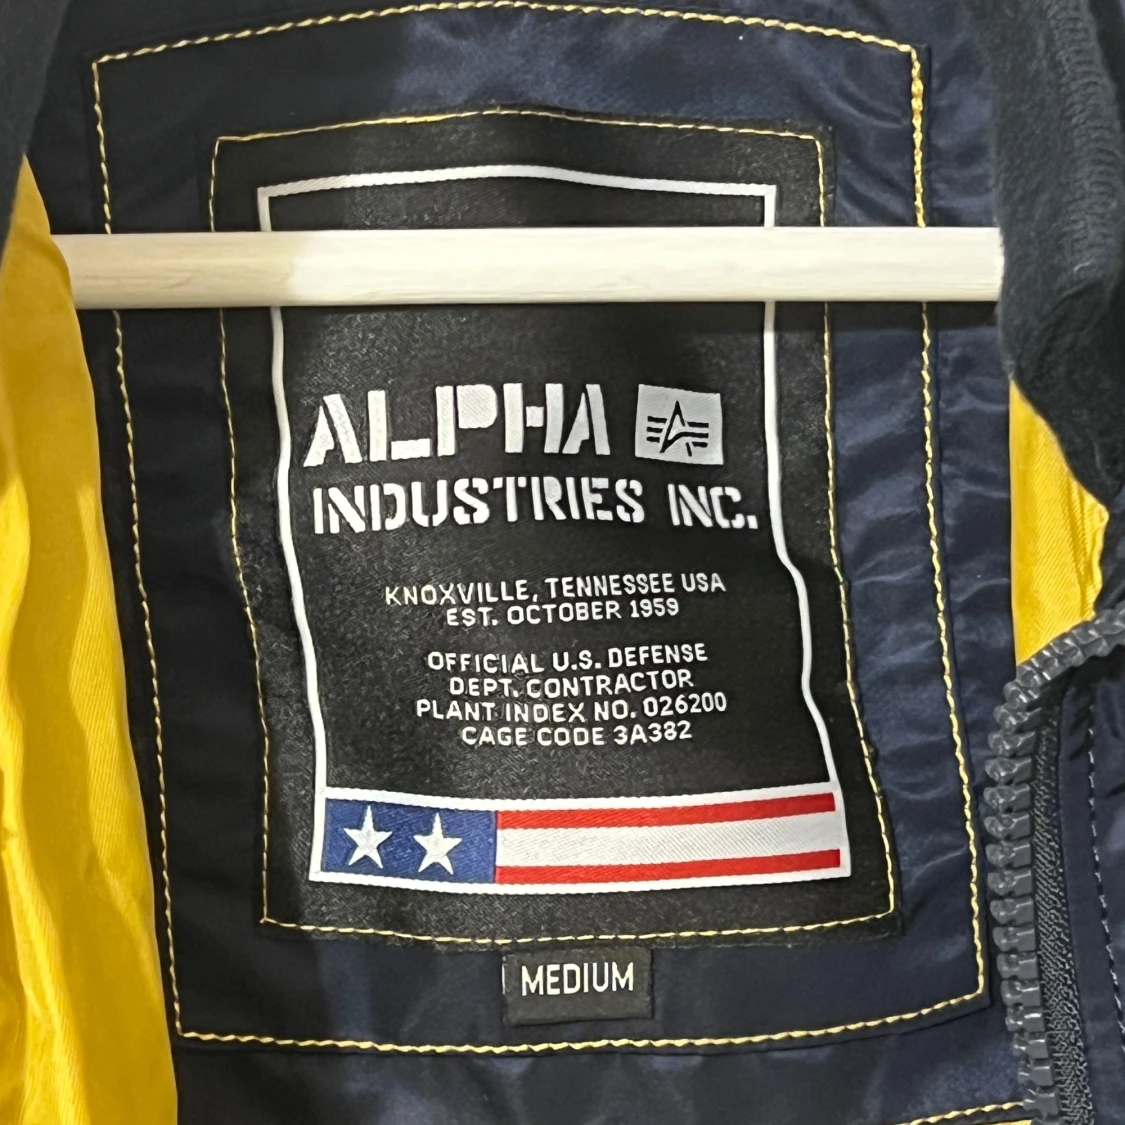 ALPHA
INDUSTRIES INC.
KNOXVILLE, TENNESSEE USA
EST. OCTOBER 1959
OFFICIAL U.S. DEFENSE
DEPT. CONTRACTOR
PLANT INDEX NO. 026200
CAGE CODE 3A382
MEDIUM